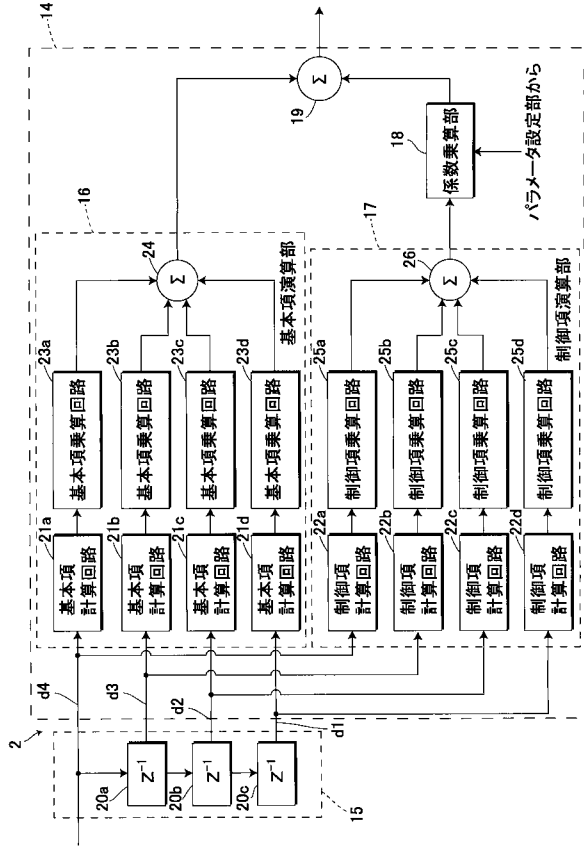 2
14
15
Z⁻¹
20a
Z⁻¹
20b
Z⁻¹
20c
d4
d3
d2
d1
16
基本項
計算回路
21a
基本項乗算回路
23a
基本項
計算回路
21b
基本項乗算回路
23b
基本項
計算回路
21c
基本項乗算回路
23c
基本項
計算回路
21d
基本項乗算回路
23d
Σ
24
基本項演算部
17
制御項
計算回路
22a
制御項乗算回路
25a
制御項
計算回路
22b
制御項乗算回路
25b
制御項
計算回路
22c
制御項乗算回路
25c
制御項
計算回路
22d
制御項乗算回路
25d
Σ
26
制御項演算部
係数乗算部
18
パラメータ設定部から
Σ
19